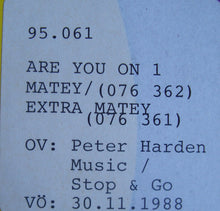 95.061
ARE YOU ON 1
MATEY/(076 362)
EXTRA MATEY
(076 361)
OV: Peter Harden
Music /
Stop & Go
VÖ: 30.11.1988